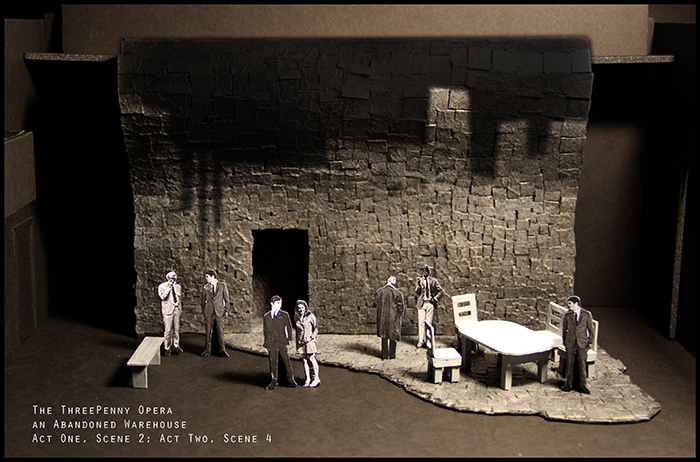 The ThreePenny Opera
an Abandoned Warehouse
Act One, Scene 2; Act Two, Scene 4